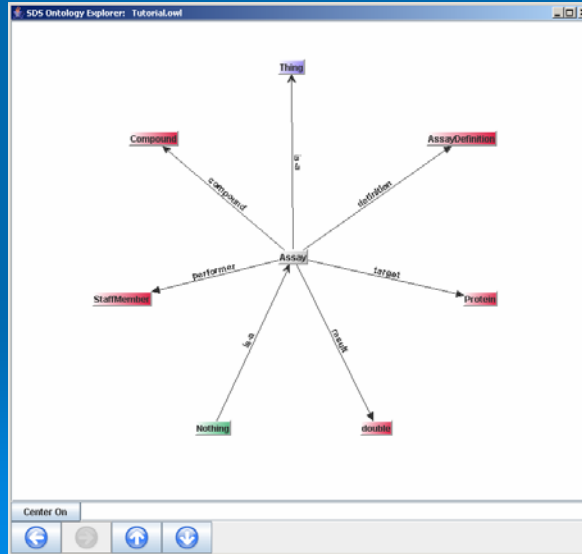 SDS Ontology Explorer: Tutorial.owl
Thing
Compound
AssayDefinition
is a
compound
definition
Assay
performer
target
StaffMember
Protein
is a
result
Nothing
double
Center On